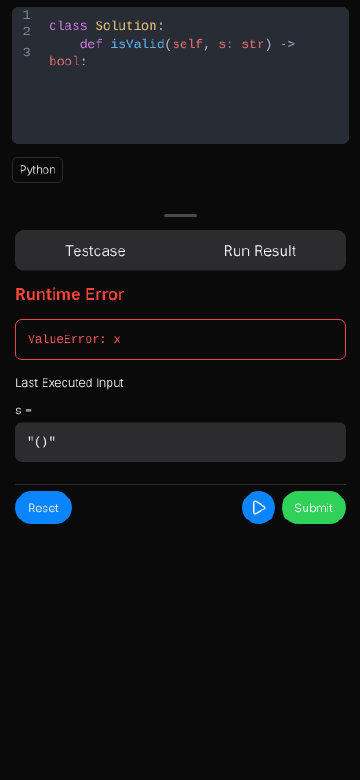 1
class Solution:
2
    def isValid(self, s: str) ->
3
bool:
Python
Testcase
Run Result
Runtime Error
ValueError: x
Last Executed Input
s =
"()"
Reset
Submit